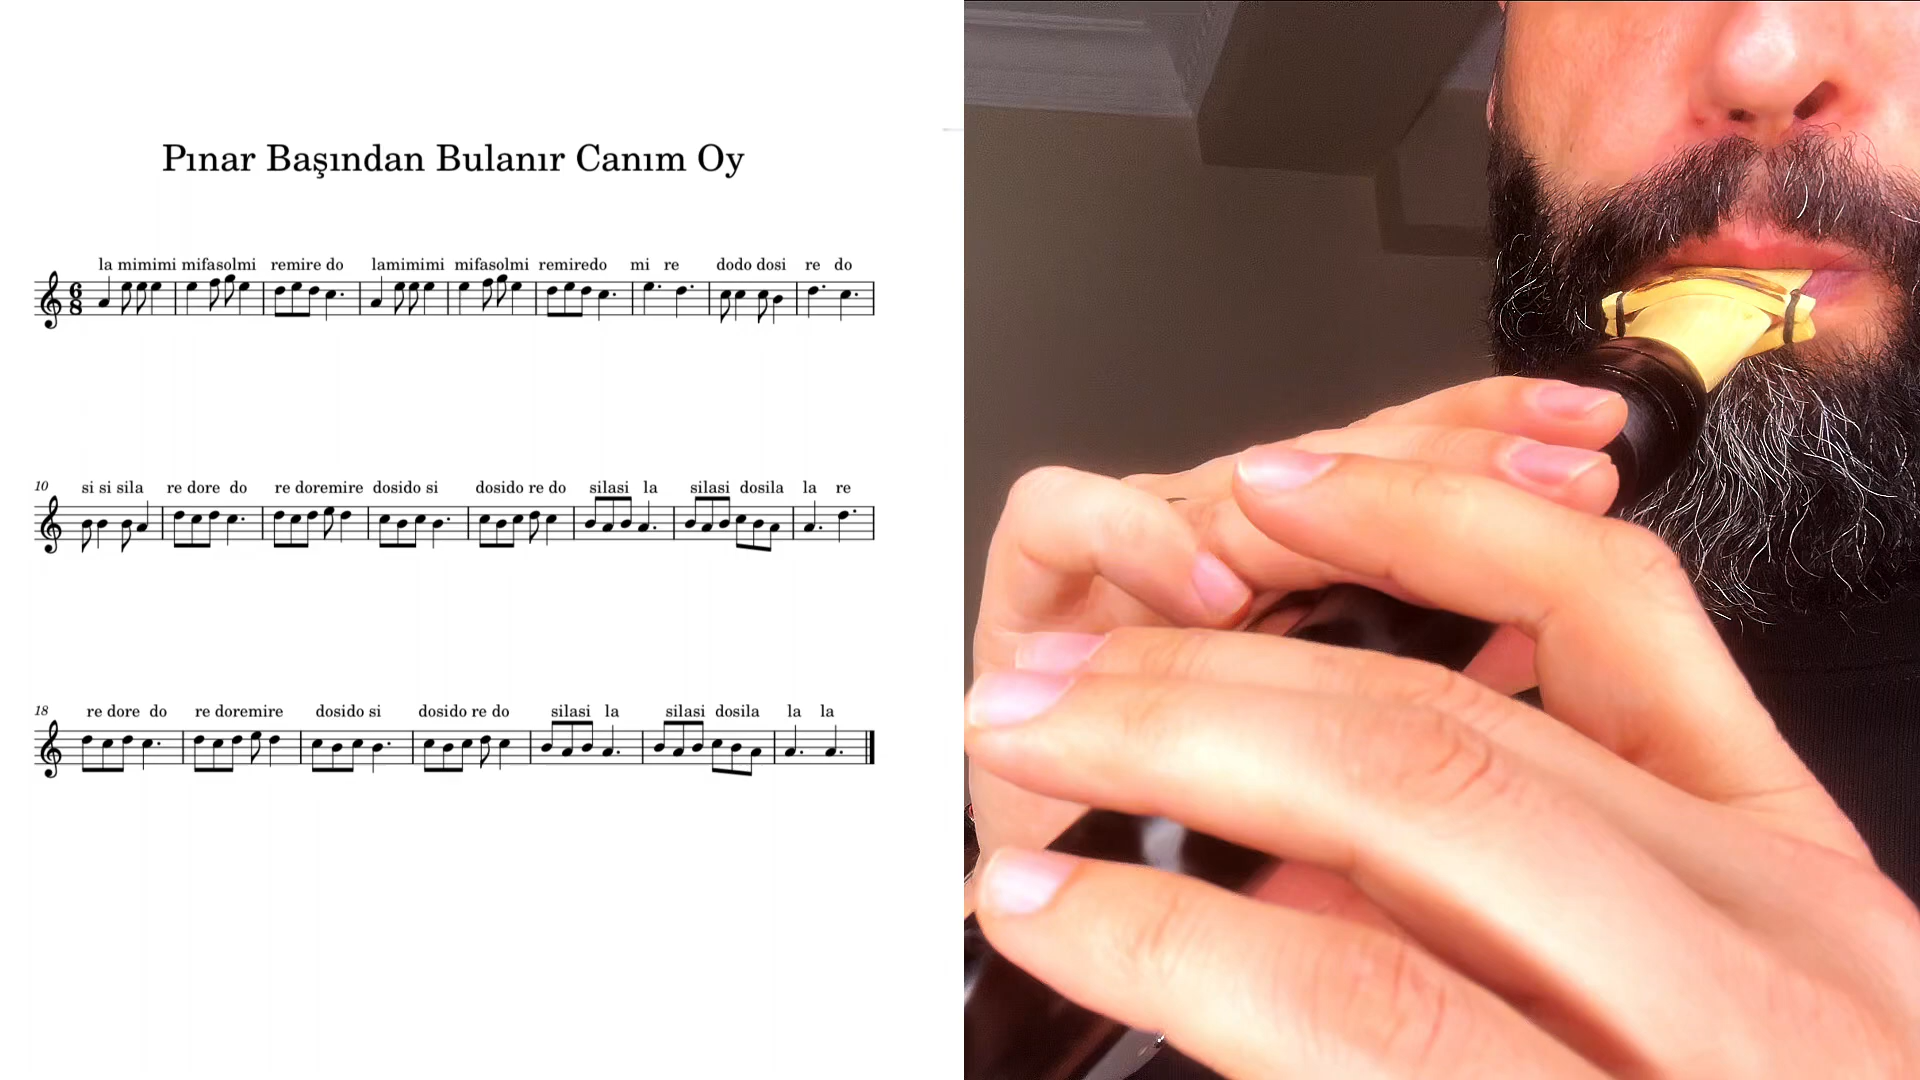 Pınar Başından Bulanır Canım Oy
la mimimi mifasolmi remire do lamimimi mifasolmi remiredo mi re dodo dosi re do
6
8
10 si si sila re dore do re doremire dosido si dosido re do silasi la silasi dosila la re
18 re dore do re doremire dosido si dosido re do silasi la silasi dosila la la